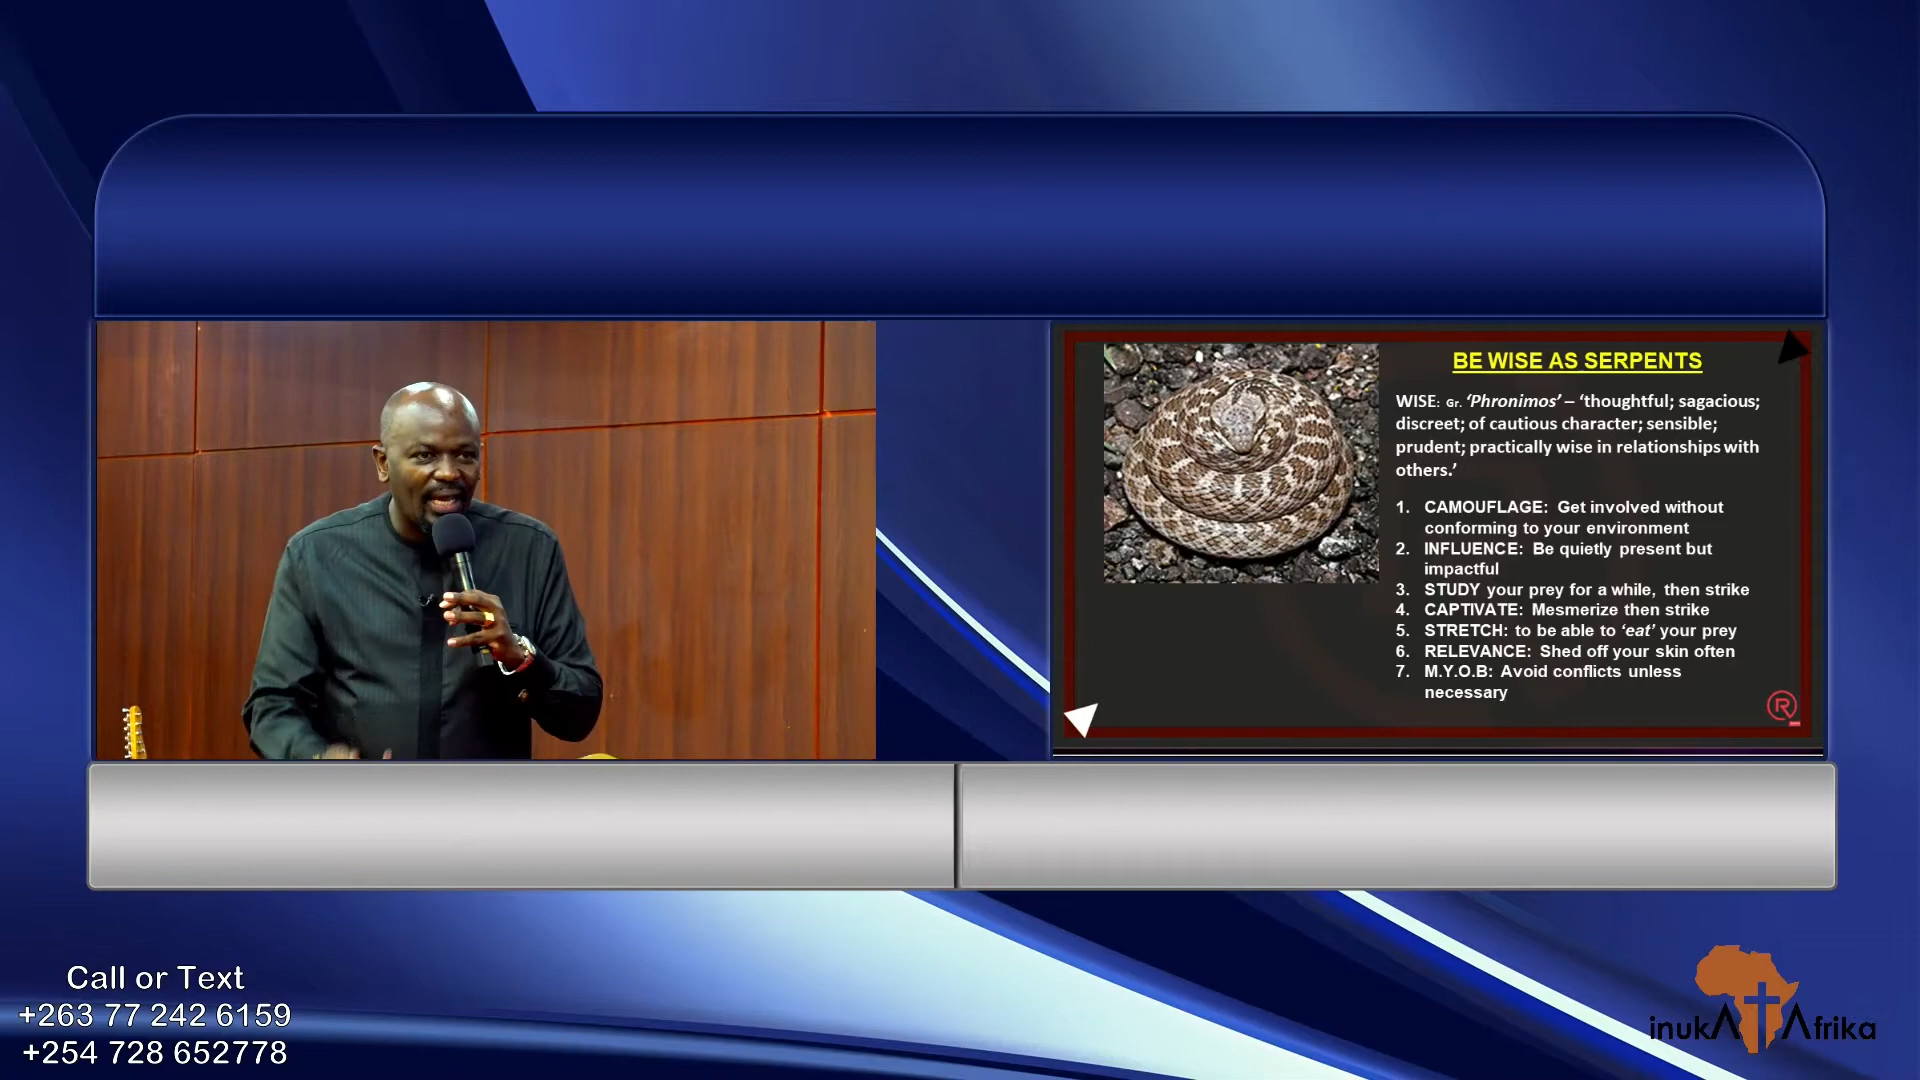 BE WISE AS SERPENTS
WISE: Gr. ‘Phronimos’ – ‘thoughtful; sagacious;
discreet; of cautious character; sensible;
prudent; practically wise in relationships with
others.’
1. CAMOUFLAGE: Get involved without
conforming to your environment
2. INFLUENCE: Be quietly present but
impactful
3. STUDY your prey for a while, then strike
4. CAPTIVATE: Mesmerize then strike
5. STRETCH: to be able to ‘eat’ your prey
6. RELEVANCE: Shed off your skin often
7. M.Y.O.B: Avoid conflicts unless
necessary
R
Call or Text
+263 77 242 6159
+254 728 652778
inukA Afrika